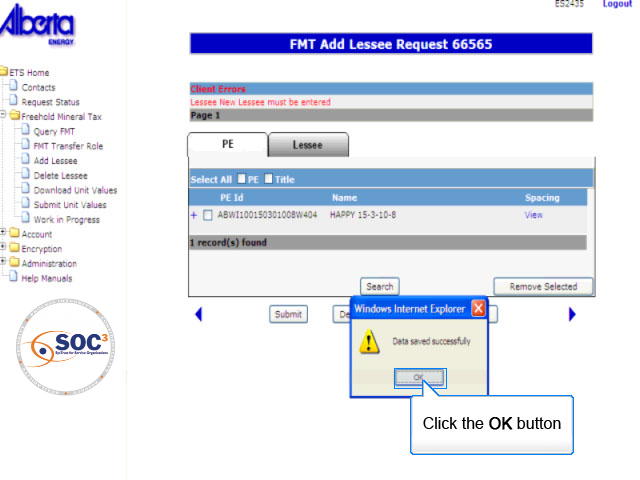 ES2435 Logout
Alberta
ENERGY
FMT Add Lessee Request 66565
ETS Home
Contacts
Request Status
Freehold Mineral Tax
Query FMT
FMT Transfer Role
Add Lessee
Delete Lessee
Download Unit Values
Submit Unit Values
Work in Progress
Account
Encryption
Administration
Help Manuals
Client Errors
Lessee New Lessee must be entered
Page 1
PE Lessee
Select All PE Title
PE Id Name Spacing
+ ABWI100150301008W404 HAPPY 15-3-10-8 View
1 record(s) found
Search Remove Selected
Submit De
Windows Internet Explorer
Data saved successfully
OK
Click the OK button
SOC3
SysTrust for Service Organizations